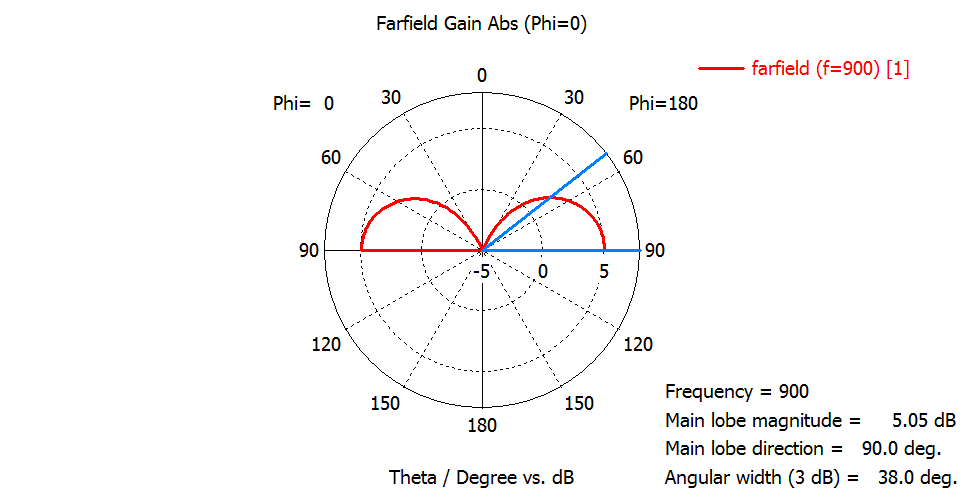 Farfield Gain Abs (Phi=0)
farfield (f=900) [1]
0
Phi= 0
30
30
Phi=180
60
60
90
90
-5
0
5
120
120
150
150
180
Frequency = 900
Main lobe magnitude = 5.05 dB
Main lobe direction = 90.0 deg.
Angular width (3 dB) = 38.0 deg.
Theta / Degree vs. dB